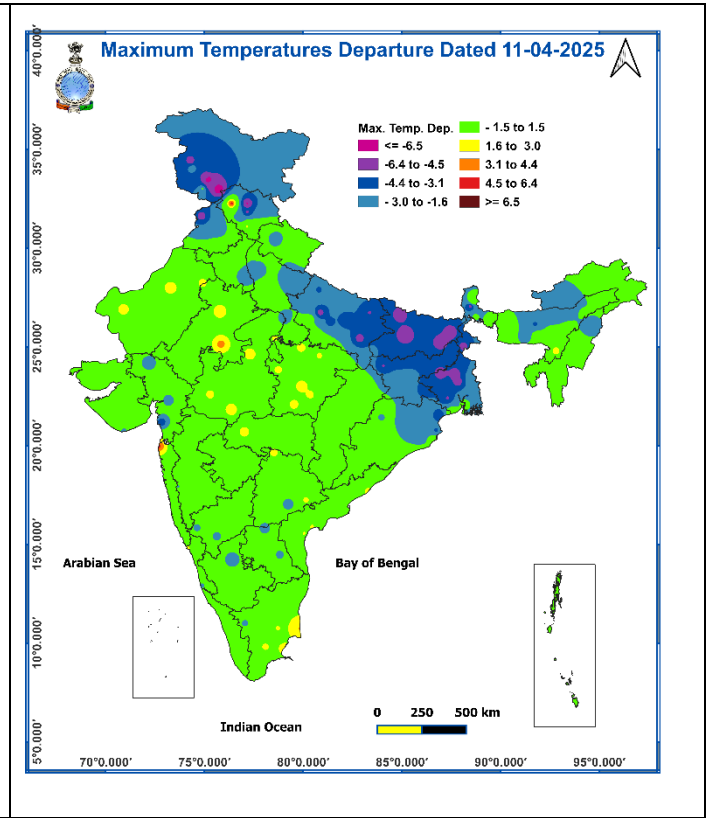 Maximum Temperatures Departure Dated 11-04-2025
Max. Temp. Dep.
<= -6.5
-6.4 to -4.5
-4.4 to -3.1
- 3.0 to -1.6
- 1.5 to 1.5
1.6 to 3.0
3.1 to 4.4
4.5 to 6.4
>= 6.5
40°0.000'
35°0.000'
30°0.000'
25°0.000'
20°0.000'
15°0.000'
10°0.000'
5°0.000'
Arabian Sea
Bay of Bengal
Indian Ocean
0 250 500 km
70°0.000' 75°0.000' 80°0.000' 85°0.000' 90°0.000' 95°0.000'